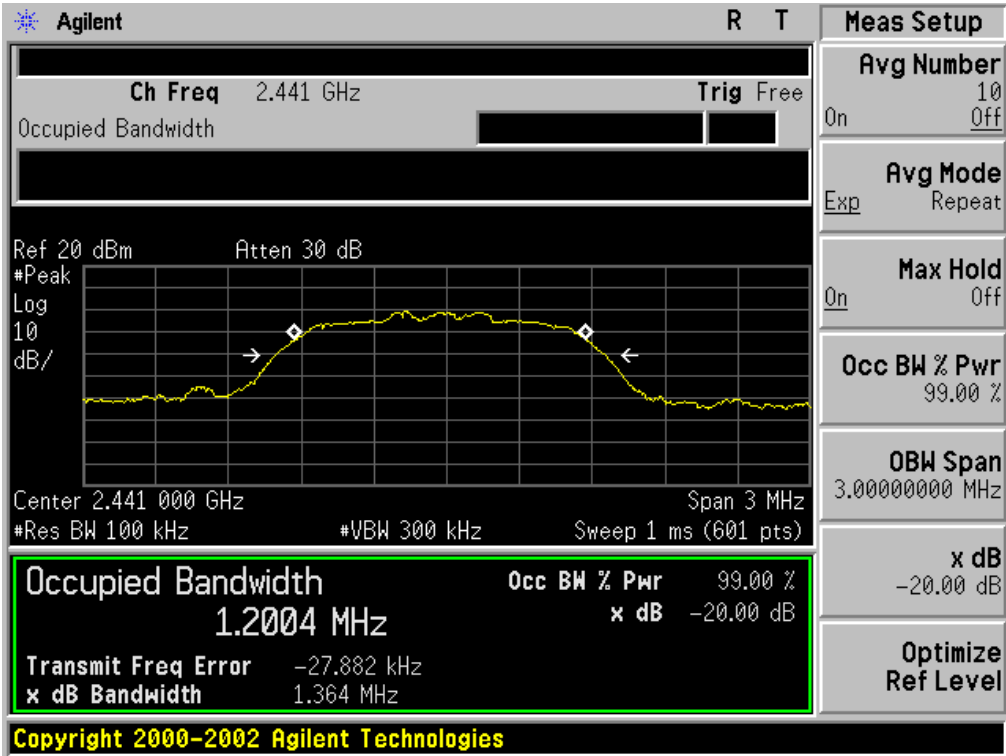 Agilent R T
Ch Freq 2.441 GHz Trig Free
Occupied Bandwidth
Ref 20 dBm Atten 30 dB
#Peak
Log
10
dB/
Center 2.441 000 GHz Span 3 MHz
#Res BW 100 kHz #VBW 300 kHz Sweep 1 ms (601 pts)
Occupied Bandwidth Occ BW % Pwr 99.00 %
1.2004 MHz x dB -20.00 dB
Transmit Freq Error -27.882 kHz
x dB Bandwidth 1.364 MHz
Copyright 2000-2002 Agilent Technologies
Meas Setup
Avg Number
10
On Off
Avg Mode
Exp Repeat
Max Hold
On Off
Occ BW % Pwr
99.00 %
OBW Span
3.00000000 MHz
x dB
-20.00 dB
Optimize
Ref Level